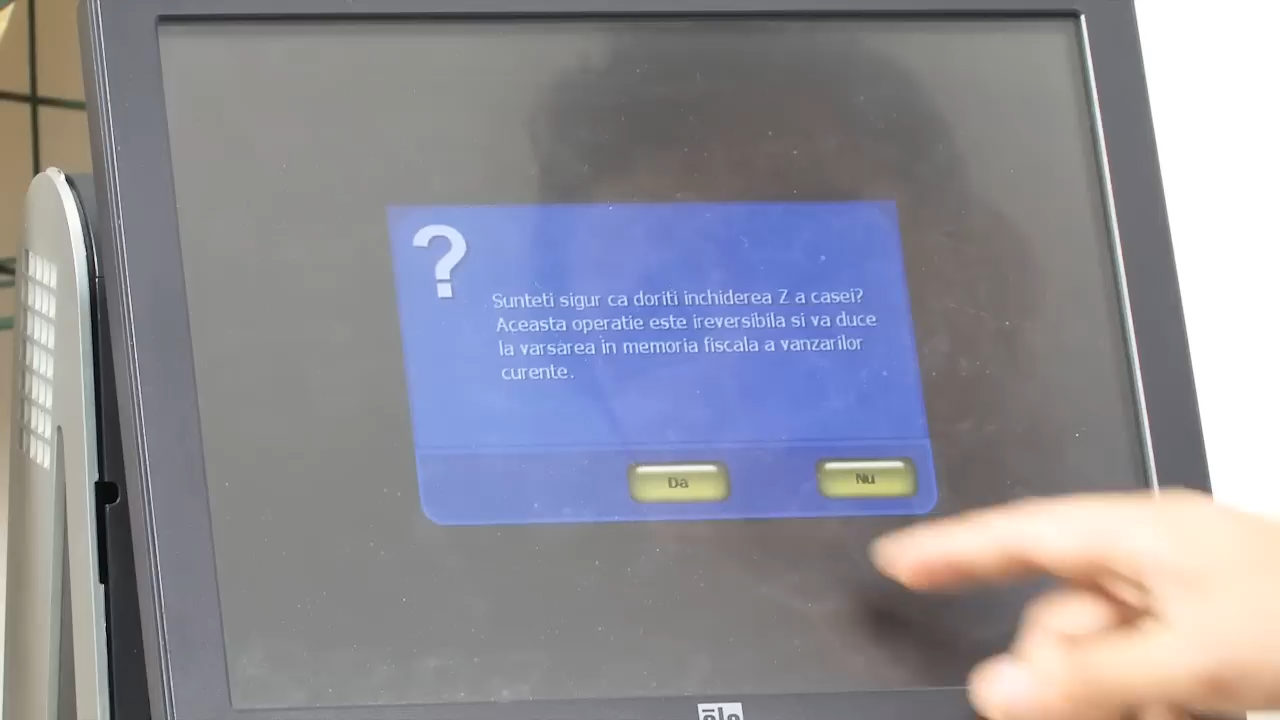 ?
Sunteti sigur ca doriti inchiderea Z a casei?
Aceasta operatie este ireversibila si va duce
la varsarea in memoria fiscala a vanzarilor
curente.
Da
Nu
elo